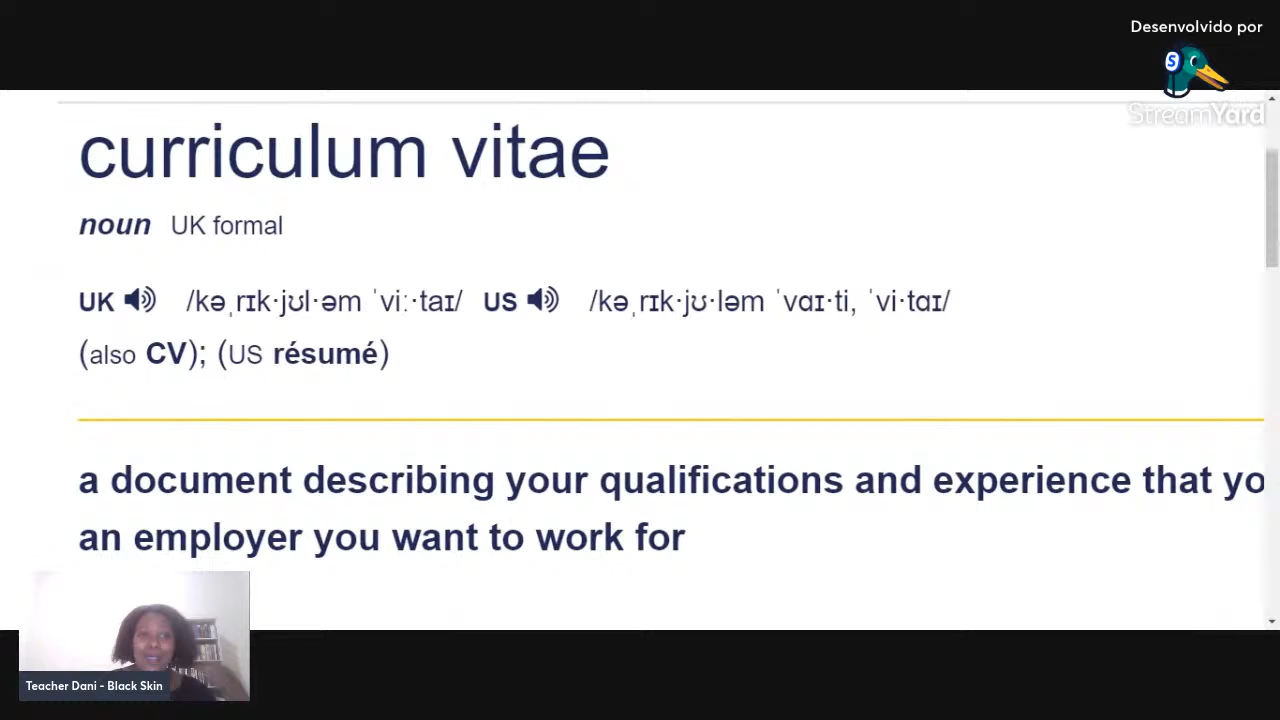 Desenvolvido por
S
StreamYard
curriculum vitae
noun UK formal
UK /kəˌrɪk·jʊl·əm ˈviː·taɪ/ US /kəˌrɪk·jʊ·ləm ˈvɑɪ·ti, ˈvi·tɑɪ/
(also CV); (US résumé)
a document describing your qualifications and experience that yo
an employer you want to work for
Teacher Dani - Black Skin